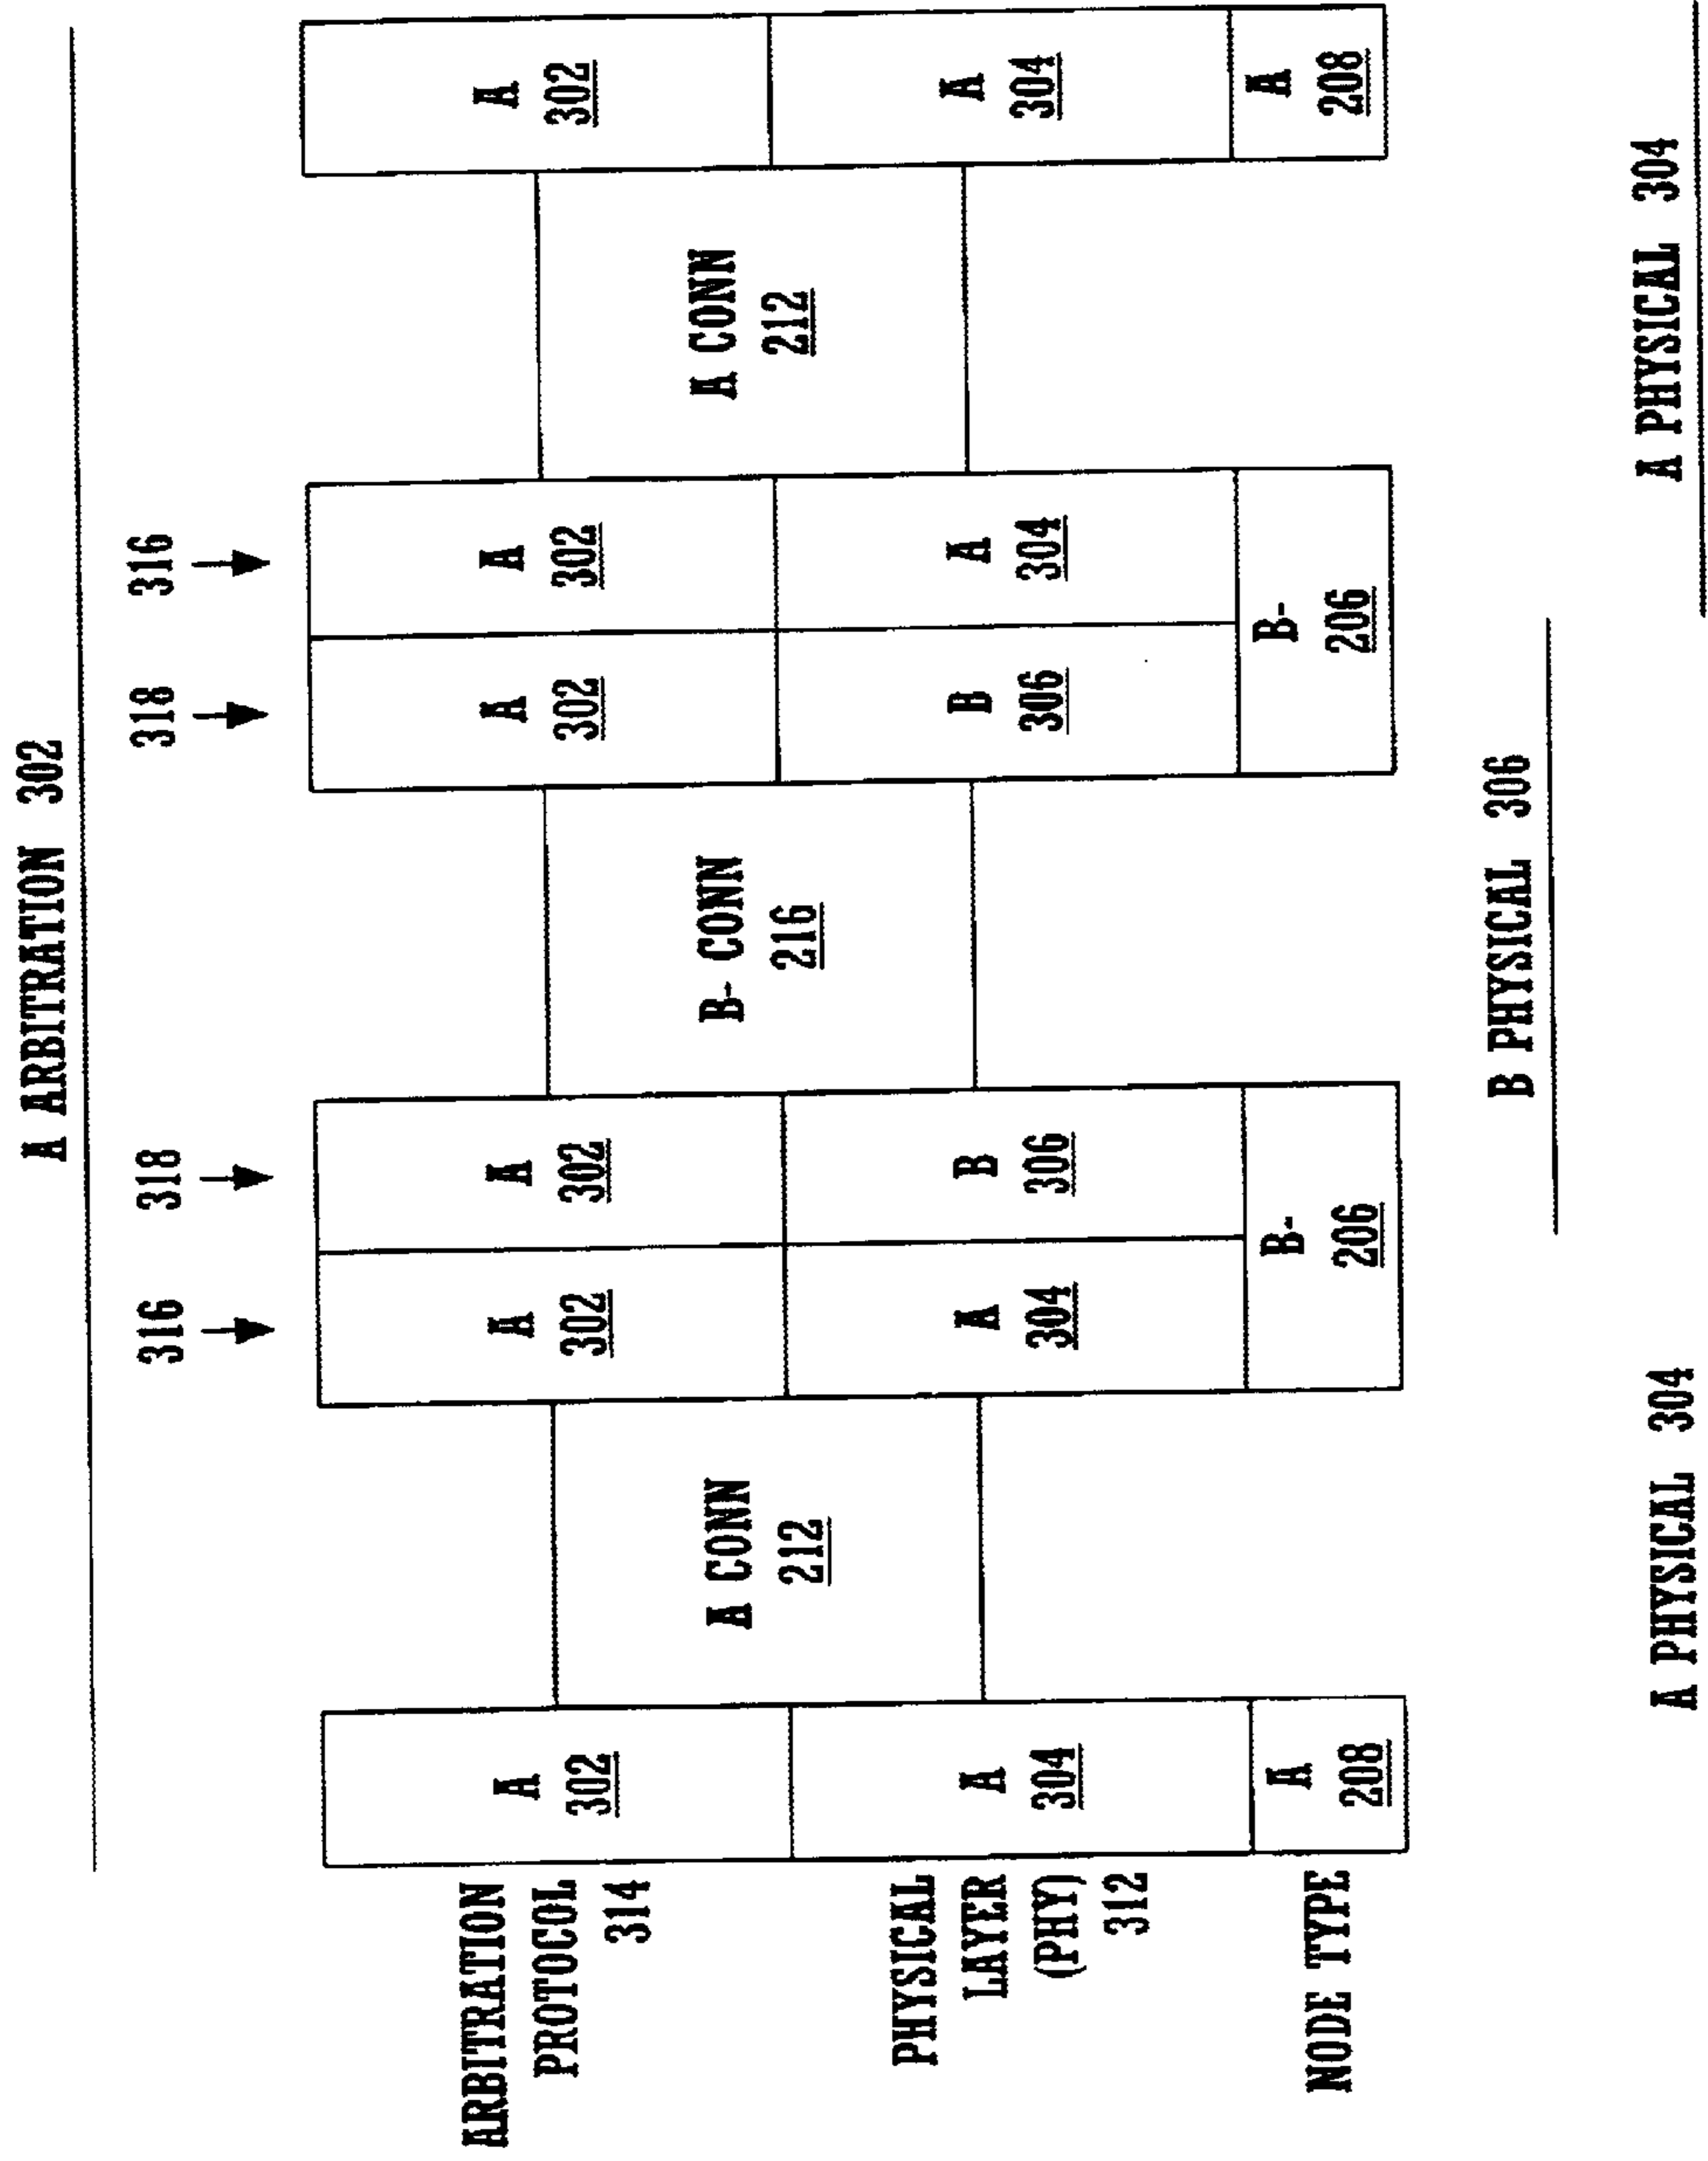 A ARBITRATION 302
316
318
318
316
ARBITRATION
PROTOCOL
314
A
302
A
302
A
302
A
302
A
302
A
302
A CONN
212
B- CONN
216
A CONN
212
PHYSICAL
LAYER
(PHY)
312
A
304
A
304
B
306
B
306
A
304
A
304
NODE TYPE
A
208
B-
206
B-
206
A
208
B PHYSICAL 306
A PHYSICAL 304
A PHYSICAL 304